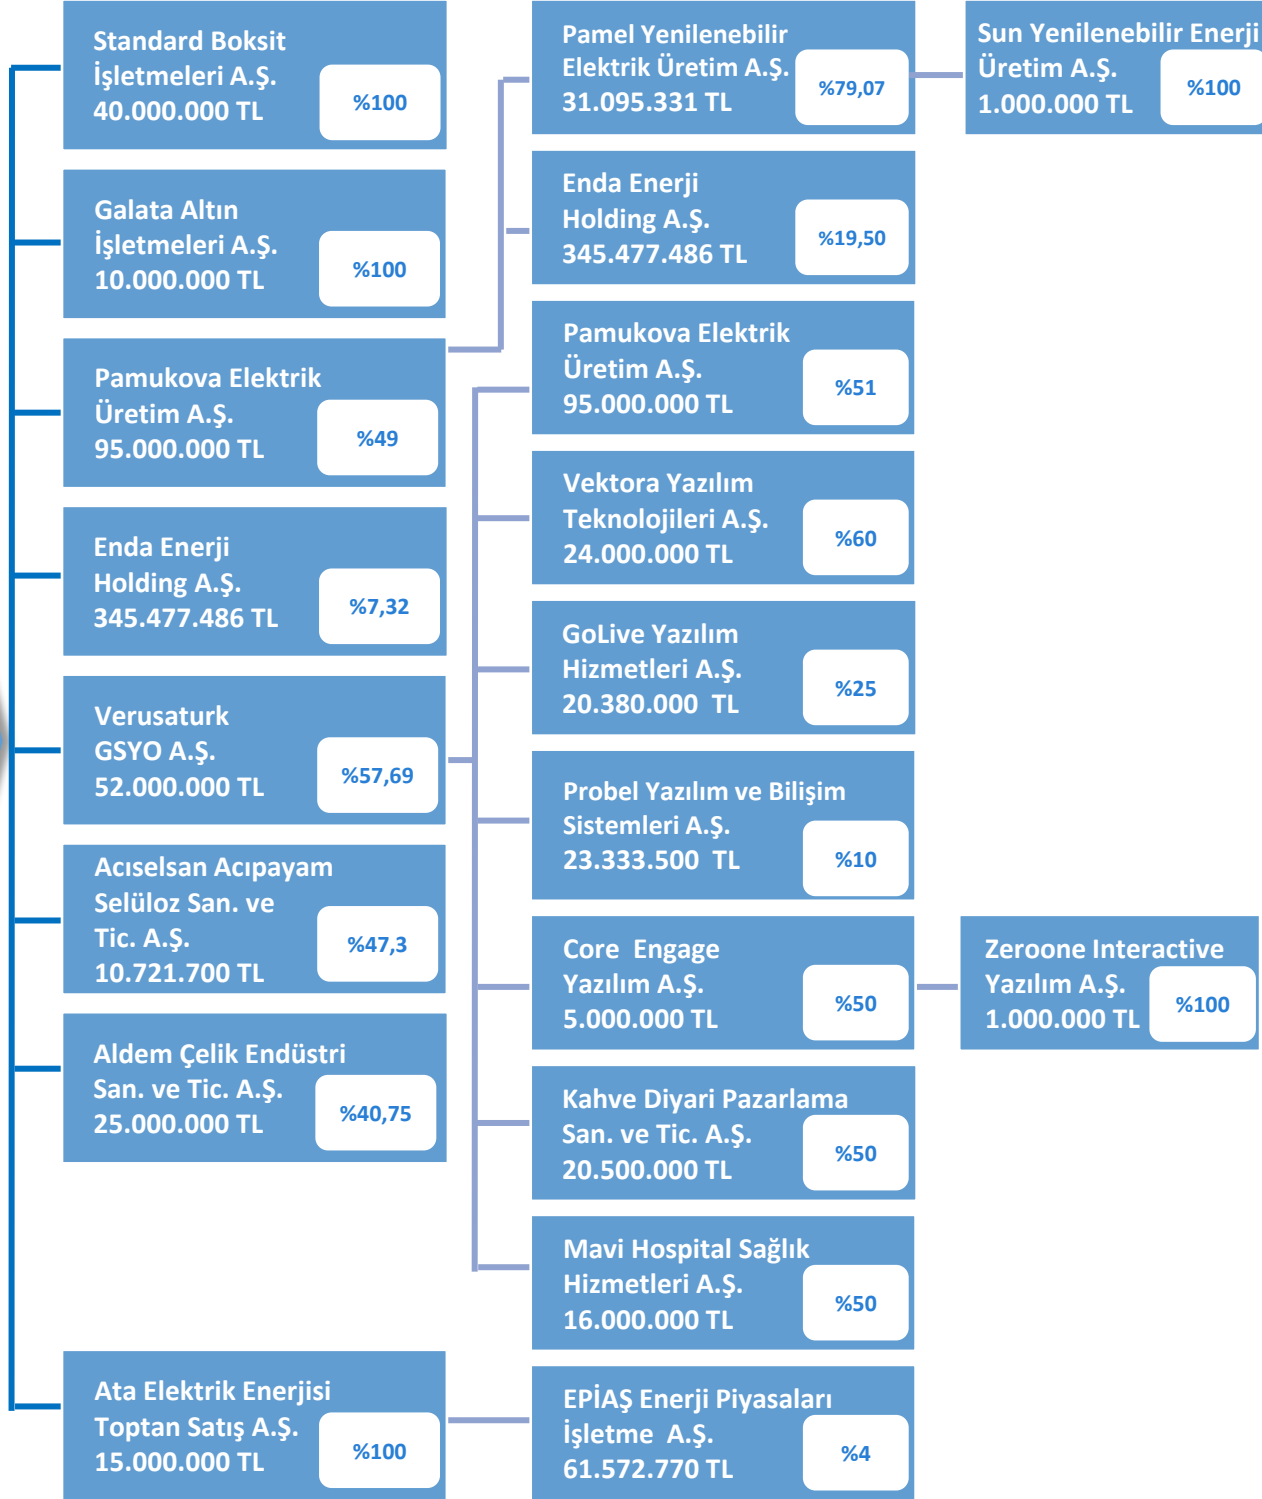 Standard Boksit
İşletmeleri A.Ş.
40.000.000 TL
%100
Galata Altın
İşletmeleri A.Ş.
10.000.000 TL
%100
Pamukova Elektrik
Üretim A.Ş.
95.000.000 TL
%49
Enda Enerji
Holding A.Ş.
345.477.486 TL
%7,32
Verusaturk
GSYO A.Ş.
52.000.000 TL
%57,69
Acıselsan Acıpayam
Selüloz San. ve
Tic. A.Ş.
10.721.700 TL
%47,3
Aldem Çelik Endüstri
San. ve Tic. A.Ş.
25.000.000 TL
%40,75
Ata Elektrik Enerjisi
Toptan Satış A.Ş.
15.000.000 TL
%100
Pamel Yenilenebilir
Elektrik Üretim A.Ş.
31.095.331 TL
%79,07
Enda Enerji
Holding A.Ş.
345.477.486 TL
%19,50
Pamukova Elektrik
Üretim A.Ş.
95.000.000 TL
%51
Vektora Yazılım
Teknolojileri A.Ş.
24.000.000 TL
%60
GoLive Yazılım
Hizmetleri A.Ş.
20.380.000 TL
%25
Probel Yazılım ve Bilişim
Sistemleri A.Ş.
23.333.500 TL
%10
Core Engage
Yazılım A.Ş.
5.000.000 TL
%50
Kahve Diyari Pazarlama
San. ve Tic. A.Ş.
20.500.000 TL
%50
Mavi Hospital Sağlık
Hizmetleri A.Ş.
16.000.000 TL
%50
EPİAŞ Enerji Piyasaları
İşletme A.Ş.
61.572.770 TL
%4
Sun Yenilenebilir Enerji
Üretim A.Ş.
1.000.000 TL
%100
Zeroone Interactive
Yazılım A.Ş.
1.000.000 TL
%100